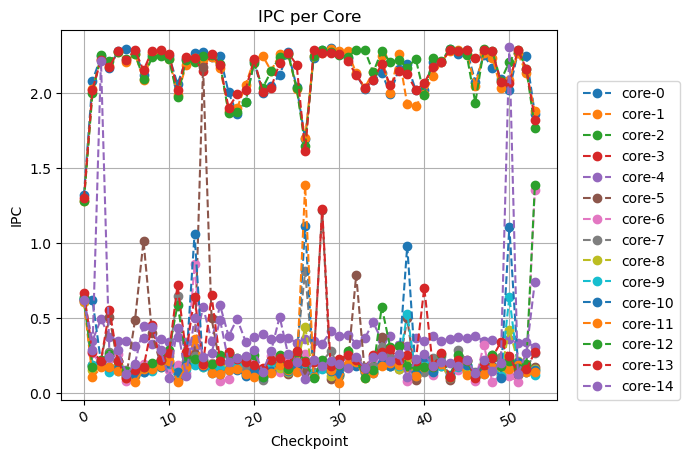 IPC per Core
IPC
2.0
1.5
1.0
0.5
0.0
0
10
20
30
40
50
Checkpoint
core-0
core-1
core-2
core-3
core-4
core-5
core-6
core-7
core-8
core-9
core-10
core-11
core-12
core-13
core-14